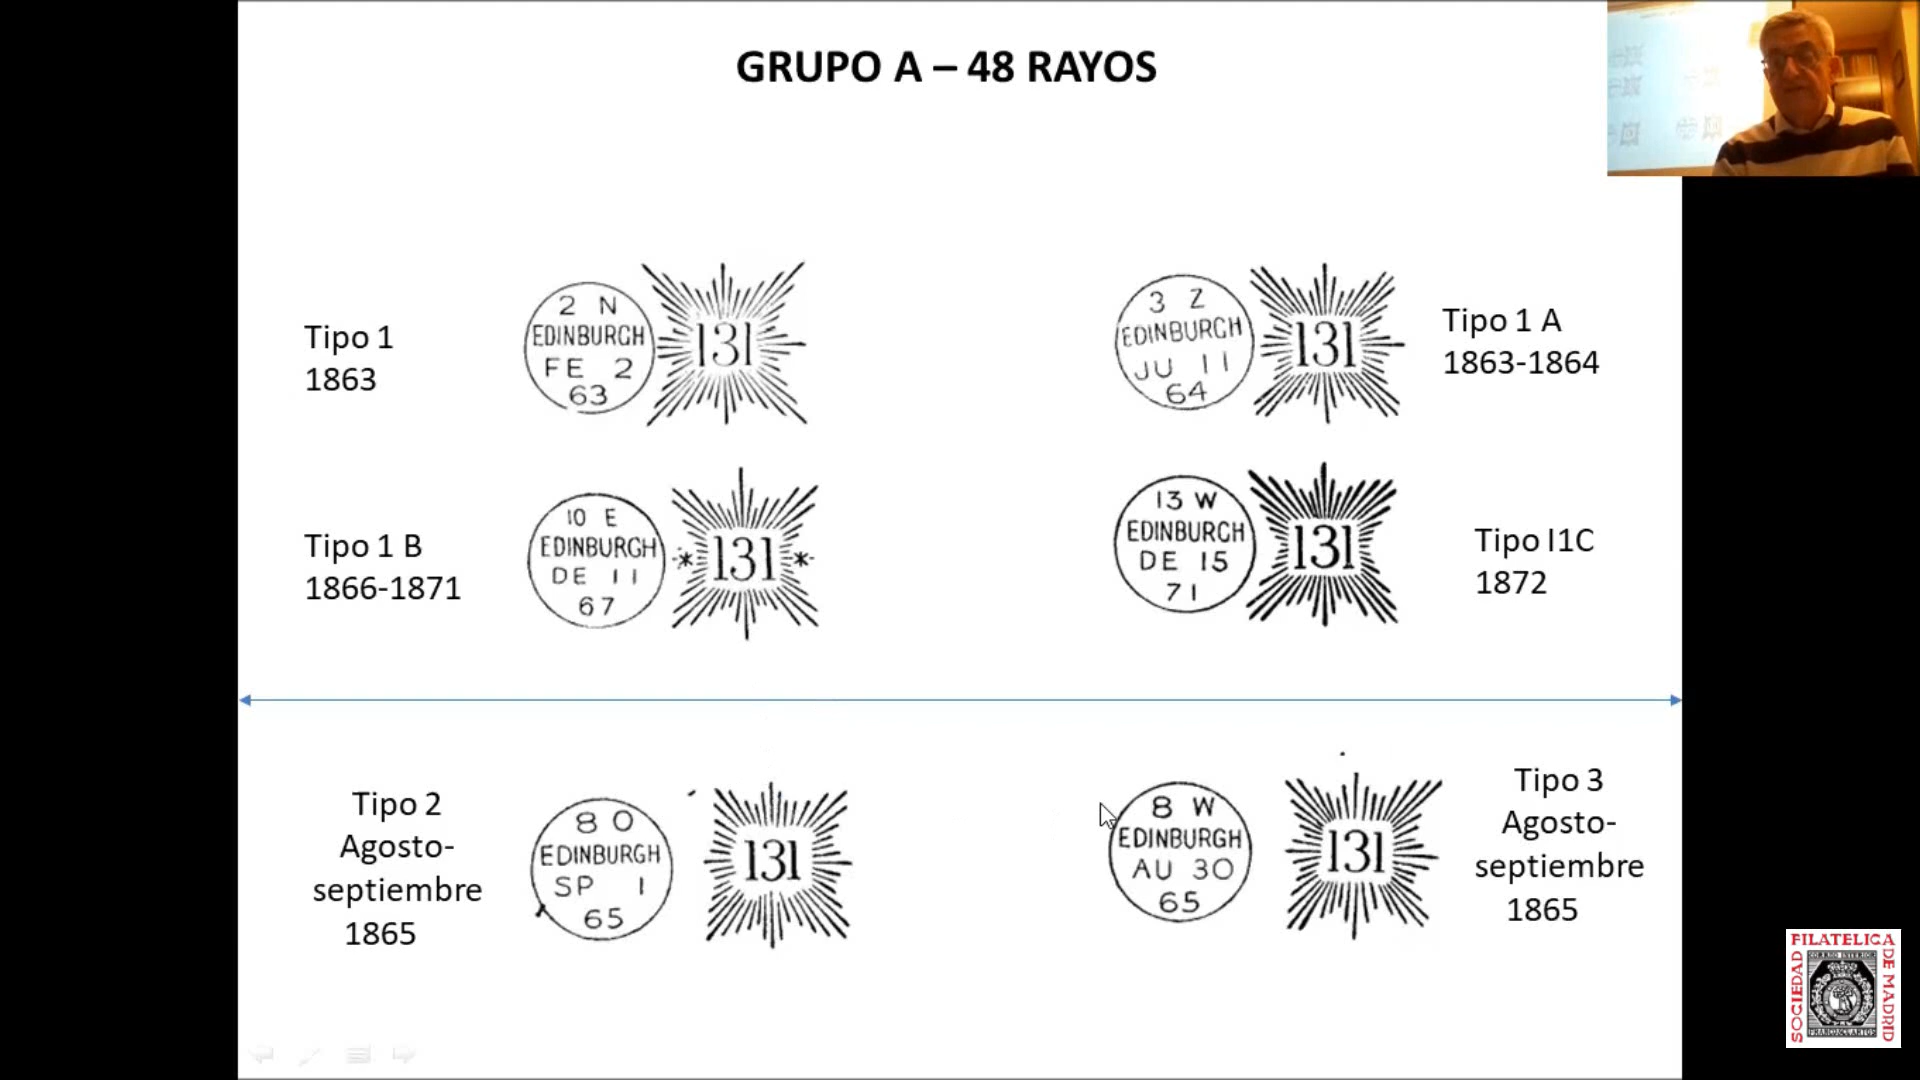 GRUPO A – 48 RAYOS
Tipo 1
1863
2 N
EDINBURGH
FE 2
63
131
3 Z
EDINBURGH
JU 11
64
131
Tipo 1 A
1863-1864
Tipo 1 B
1866-1871
10 E
EDINBURGH
DE 11
67
*131*
13 W
EDINBURGH
DE 15
71
131
Tipo I1C
1872
Tipo 2
Agosto-
septiembre
1865
8 O
EDINBURGH
SP 1
65
131
8 W
EDINBURGH
AU 30
65
131
Tipo 3
Agosto-
septiembre
1865
SOCIEDAD
FILATELICA
DE MADRID
CORREO INTERIOR